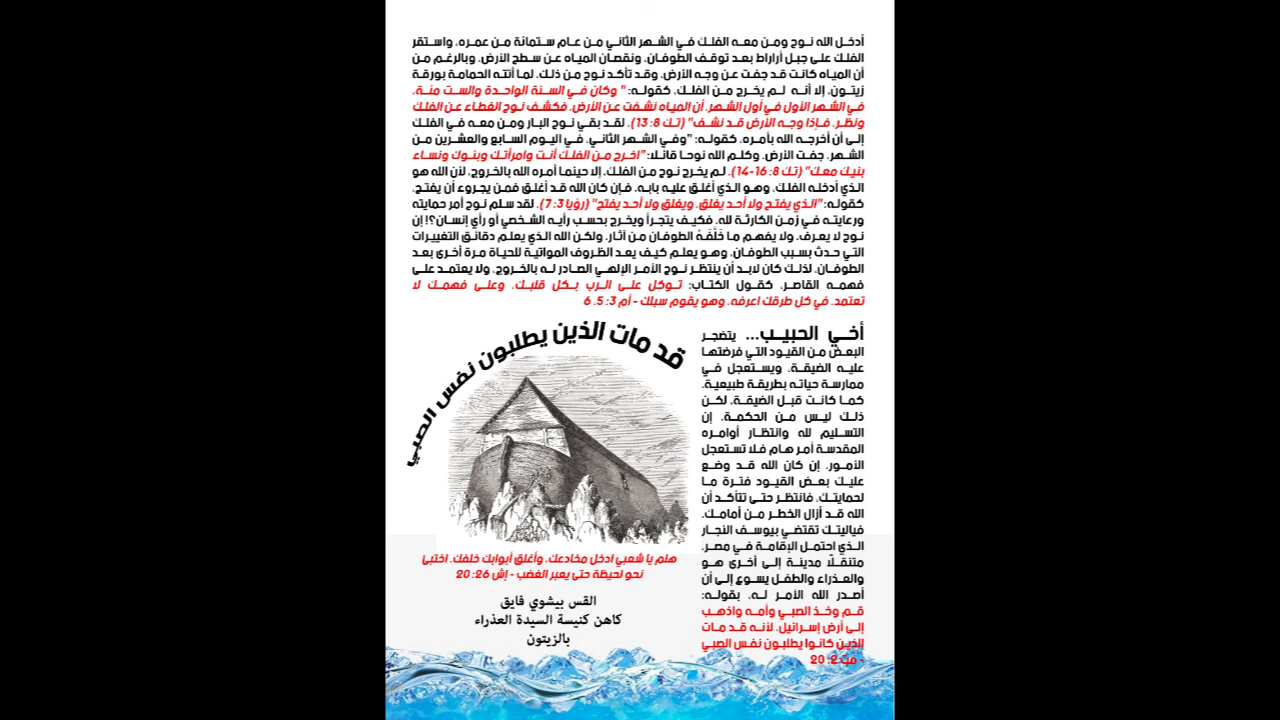 أدخل الله نوح ومن معه الفلك في الشهر الثاني من عام ستمائة من عمره، واستقر
الفلك على جبل أراراط بعد توقف الطوفان، ونقصان المياه عن سطح الأرض، وبالرغم من
أن المياه كانت قد جفت عن وجه الأرض، وقد تأكد نوح من ذلك، لما أتته الحمامة بورقة
زيتون، إلا أنه لم يخرج من الفلك، كقوله: " وكان في السنة الواحدة والست مئة،
في الشهر الأول في أول الشهر، أن المياه نشفت عن الأرض، فكشف نوح الغطاء عن الفلك
ونظر، فإذا وجه الأرض قد نشف" (تك 8: 13). لقد بقي نوح البار ومن معه في الفلك
إلى أن أخرجه الله بأمره، كقوله: "وفي الشهر الثاني، في اليوم السابع والعشرين من
الشهر، جفت الأرض، وكلم الله نوحا قائلا: "اخرج من الفلك أنت وامرأتك وبنوك ونساء
بنيك معك" (تك 8: 16-14). لم يخرج نوح من الفلك، إلا حينما أمره الله بالخروج، لأن الله هو
الذي أدخله الفلك، وهو الذي أغلق عليه بابه، فإن كان الله قد أغلق فمن يجروء أن يفتح،
كقوله: "الذي يفتح ولا أحد يغلق، ويغلق ولا أحد يفتح" (رؤيا 3: 7). لقد سلم نوح أمر حمايته
ورعايته في زمن الكارثة لله، فكيف يتجرأ ويخرج بحسب رأيه الشخصي أو رأي إنسان؟! إن
نوح لا يعرف، ولا يفهم ما خَلَّفَهُ الطوفان من أثار، ولكن الله الذي يعلم دقائق التغييرات
التي حدث بسبب الطوفان، وهو يعلم كيف يعد الظروف المواتية للحياة مرة أخرى بعد
الطوفان، لذلك كان لابد أن ينتظر نوح الأمر الإلهي الصادر له بالخروج، ولا يعتمد على
فهمه القاصر، كقول الكتاب: توكل على الرب بكل قلبك، وعلى فهمك لا
تعتمد، في كل طرقك اعرفه، وهو يقوم سبلك - أم 3: 5، 6
أخي الحبيب... يتضجر
البعض من القيود التي فرضتها
عليه الضيقة، ويستعجل في
ممارسة حياته بطريقة طبيعية،
كما كانت قبل الضيقة، لكن
ذلك ليس من الحكمة. إن
التسليم لله وانتظار أوامره
المقدسة أمر هام فلا تستعجل
الأمور، إن كان الله قد وضع
عليك بعض القيود فترة ما
لحمايتك، فانتظر حتى تتأكد أن
الله قد أزال الخطر من أمامك.
فياليتك تقتضي بيوسف النجار
الذي احتمل الإقامة في مصر،
متنقلًا مدينة إلى أخرى هو
والعذراء والطفل يسوع إلى أن
أصدر الله الأمر له، بقوله:
قم وخذ الصبي وأمه واذهب
إلى أرض إسرائيل، لأنه قد مات
الذين كانوا يطلبون نفس الصبي
- مت 2: 20
قد مات الذين يطلبون نفس الصبي
هلم يا شعبي ادخل مخادعك، وأغلق أبوابك خلفك، اختبئ
نحو لحيظة حتى يعبر الغضب - إش 26: 20
القس بيشوي فايق
كاهن كنيسة السيدة العذراء
بالزيتون